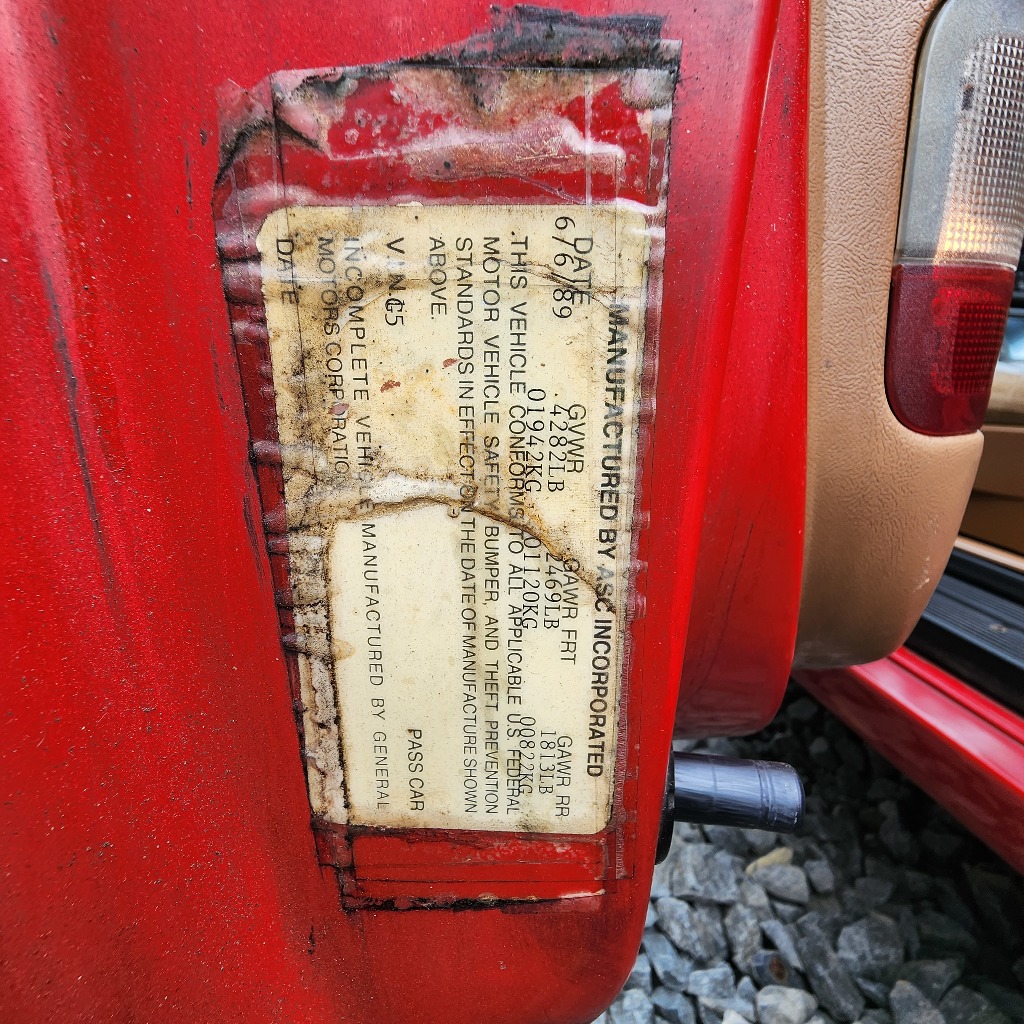 MANUFACTURED BY ASC INCORPORATED
DATE GVWR GAWR FRT GAWR RR
6/6/89 4282LB 2469LB 1813LB
01942KG 01120KG 00822KG
THIS VEHICLE CONFORMS TO ALL APPLICABLE U.S. FEDERAL
MOTOR VEHICLE SAFETY BUMPER, AND THEFT PREVENTION
STANDARDS IN EFFECT ON THE DATE OF MANUFACTURE SHOWN
ABOVE.
V.I.N. PASS CAR
INCOMPLETE VEHICLE MANUFACTURED BY GENERAL
MOTORS CORPORATION
DATE